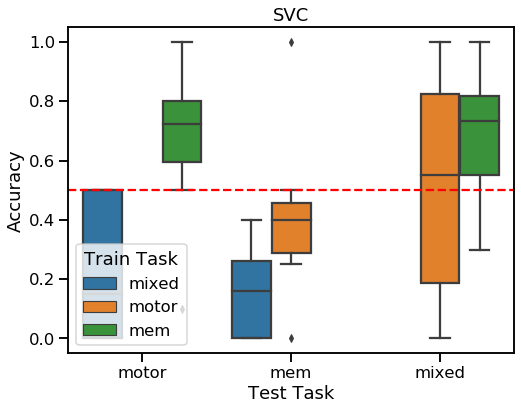 SVC
Accuracy
1.0
0.8
0.6
0.4
0.2
0.0
Train Task
mixed
motor
mem
motor mem mixed
Test Task